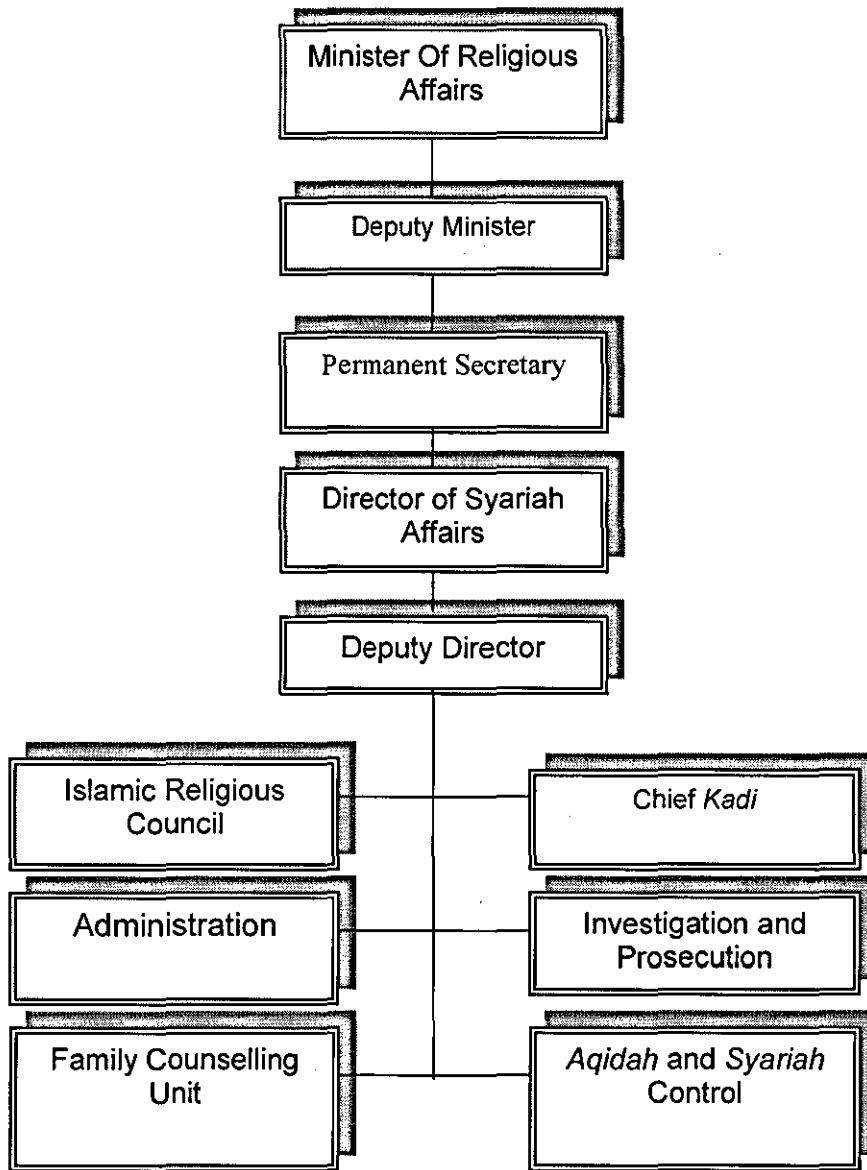 Minister Of Religious
Affairs
Deputy Minister
Permanent Secretary
Director of Syariah
Affairs
Deputy Director
Islamic Religious
Council
Chief Kadi
Administration
Investigation and
Prosecution
Family Counselling
Unit
Aqidah and Syariah
Control